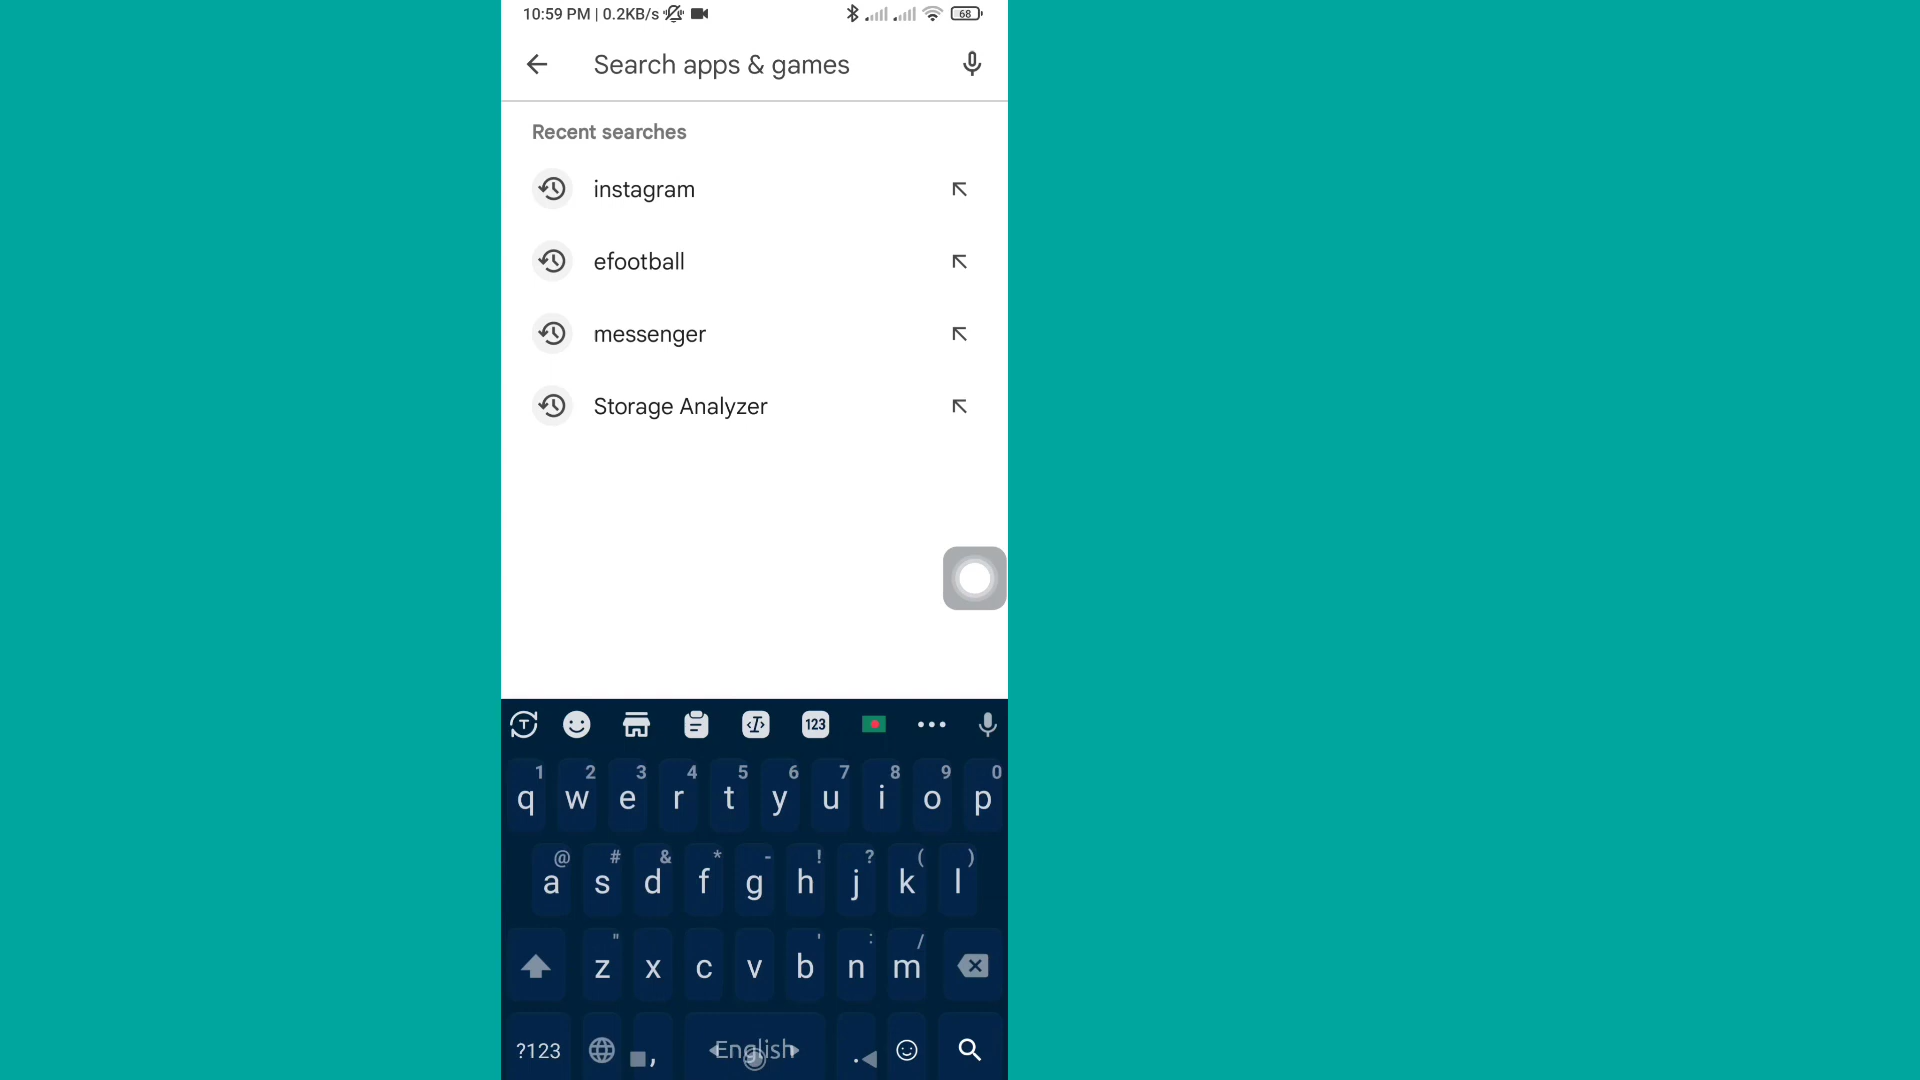 10:59 PM | 0.2KB/s 68
Search apps & games
Recent searches
instagram
efootball
messenger
Storage Analyzer
T 123
1 2 3 4 5 6 7 8 9 0
q w e r t y u i o p
@ # & * - ! ? ( )
a s d f g h j k l
" ' : /
z x c v b n m
?123 , English .